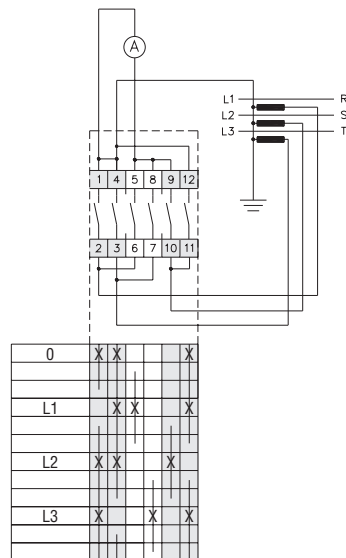 A
L1 R
L2 S
L3 T
1 4 5 8 9 12
2 3 6 7 10 11
0 X X X
L1 X X X
L2 X X X
L3 X X X